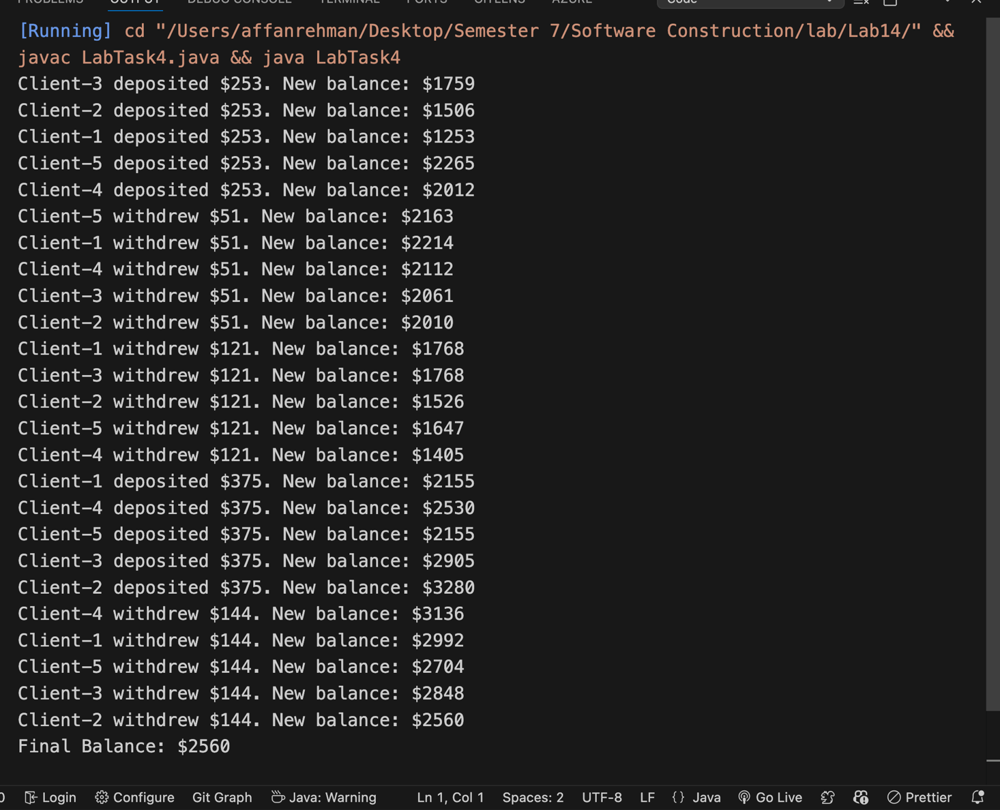 PROBLEMS OUTPUT DEBUG CONSOLE TERMINAL PORTS GITLENS AZURE Code
[Running] cd "/Users/affanrehman/Desktop/Semester 7/Software Construction/lab/Lab14/" &&
javac LabTask4.java && java LabTask4
Client-3 deposited $253. New balance: $1759
Client-2 deposited $253. New balance: $1506
Client-1 deposited $253. New balance: $1253
Client-5 deposited $253. New balance: $2265
Client-4 deposited $253. New balance: $2012
Client-5 withdrew $51. New balance: $2163
Client-1 withdrew $51. New balance: $2214
Client-4 withdrew $51. New balance: $2112
Client-3 withdrew $51. New balance: $2061
Client-2 withdrew $51. New balance: $2010
Client-1 withdrew $121. New balance: $1768
Client-3 withdrew $121. New balance: $1768
Client-2 withdrew $121. New balance: $1526
Client-5 withdrew $121. New balance: $1647
Client-4 withdrew $121. New balance: $1405
Client-1 deposited $375. New balance: $2155
Client-4 deposited $375. New balance: $2530
Client-5 deposited $375. New balance: $2155
Client-3 deposited $375. New balance: $2905
Client-2 deposited $375. New balance: $3280
Client-4 withdrew $144. New balance: $3136
Client-1 withdrew $144. New balance: $2992
Client-5 withdrew $144. New balance: $2704
Client-3 withdrew $144. New balance: $2848
Client-2 withdrew $144. New balance: $2560
Final Balance: $2560
0 Login Configure Git Graph Java: Warning Ln 1, Col 1 Spaces: 2 UTF-8 LF {} Java Go Live Prettier